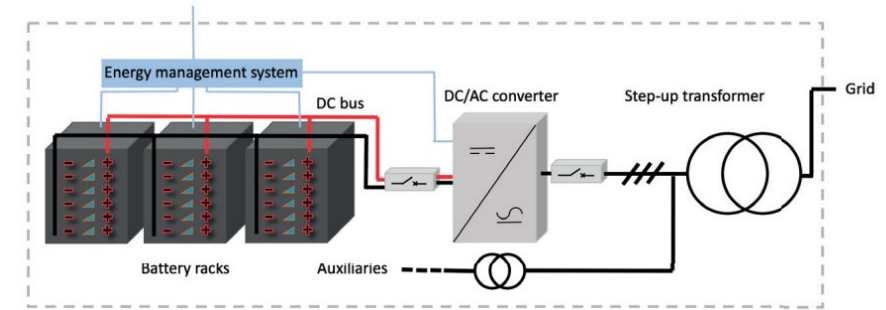 Energy management system
DC bus
DC/AC converter
Step-up transformer
Grid
Battery racks
Auxiliaries